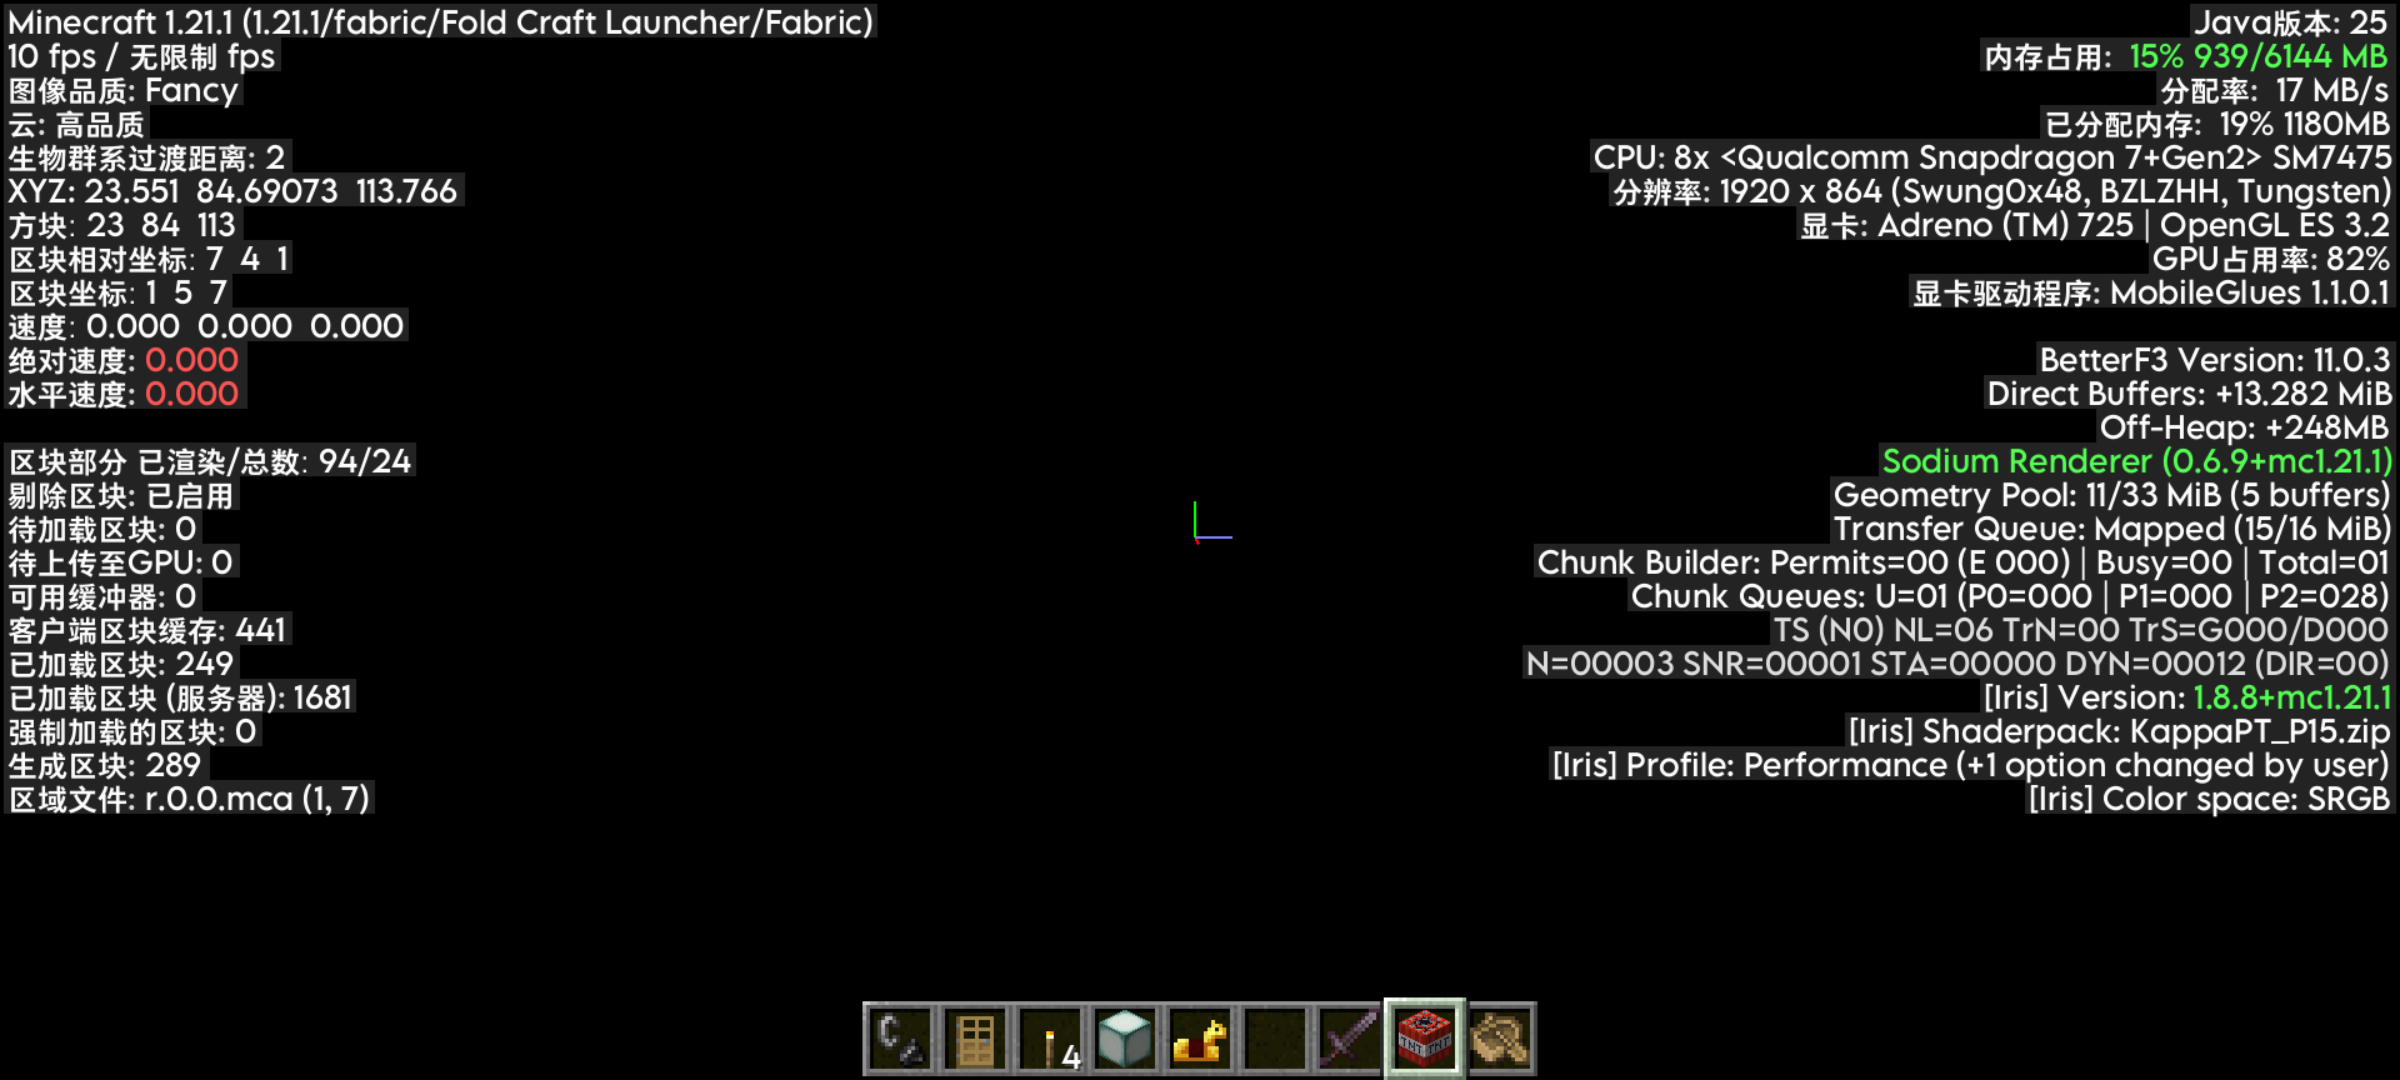 Minecraft 1.21.1 (1.21.1/fabric/Fold Craft Launcher/Fabric)
10 fps / 无限制 fps
图像品质: Fancy
云: 高品质
生物群系过渡距离: 2
XYZ: 23.551 84.69073 113.766
方块: 23 84 113
区块相对坐标: 7 4 1
区块坐标: 1 5 7
速度: 0.000 0.000 0.000
绝对速度: 0.000
水平速度: 0.000
区块部分 已渲染/总数: 94/24
剔除区块: 已启用
待加载区块: 0
待上传至GPU: 0
可用缓冲器: 0
客户端区块缓存: 441
已加载区块: 249
已加载区块 (服务器): 1681
强制加载的区块: 0
生成区块: 289
区域文件: r.0.0.mca (1, 7)
Java版本: 25
内存占用: 15% 939/6144 MB
分配率: 17 MB/s
已分配内存: 19% 1180MB
CPU: 8x <Qualcomm Snapdragon 7+Gen2> SM7475
分辨率: 1920 x 864 (Swung0x48, BZLZHH, Tungsten)
显卡: Adreno (TM) 725 | OpenGL ES 3.2
GPU占用率: 82%
显卡驱动程序: MobileGlues 1.1.0.1
BetterF3 Version: 11.0.3
Direct Buffers: +13.282 MiB
Off-Heap: +248MB
Sodium Renderer (0.6.9+mc1.21.1)
Geometry Pool: 11/33 MiB (5 buffers)
Transfer Queue: Mapped (15/16 MiB)
Chunk Builder: Permits=00 (E 000) | Busy=00 | Total=01
Chunk Queues: U=01 (P0=000 | P1=000 | P2=028)
TS (N0) NL=06 TrN=00 TrS=G000/D000
N=00003 SNR=00001 STA=00000 DYN=00012 (DIR=00)
[Iris] Version: 1.8.8+mc1.21.1
[Iris] Shaderpack: KappaPT_P15.zip
[Iris] Profile: Performance (+1 option changed by user)
[Iris] Color space: SRGB
4
TNT TNT